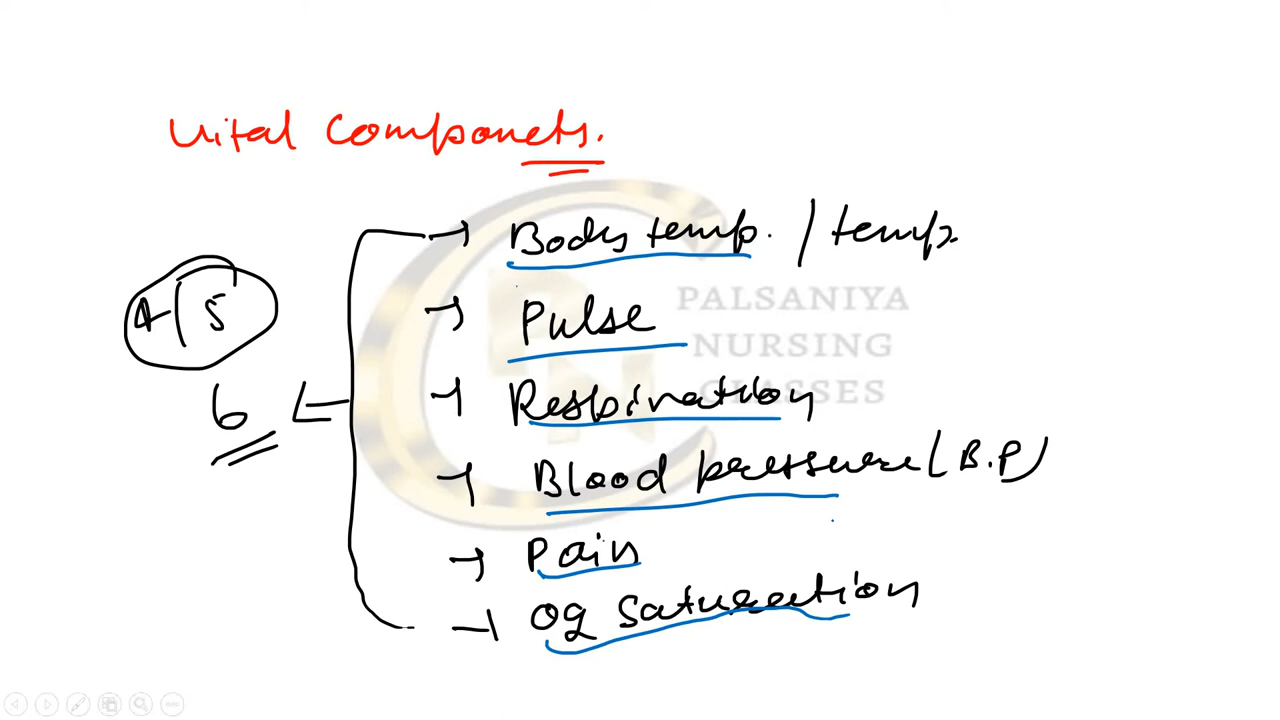 vital componets.
Body temp. / temp.
4/5
Pulse
PALSANIYA
NURSING
CLASSES
6
Respiration
Blood pressure (B.P)
Pain
O2 saturation